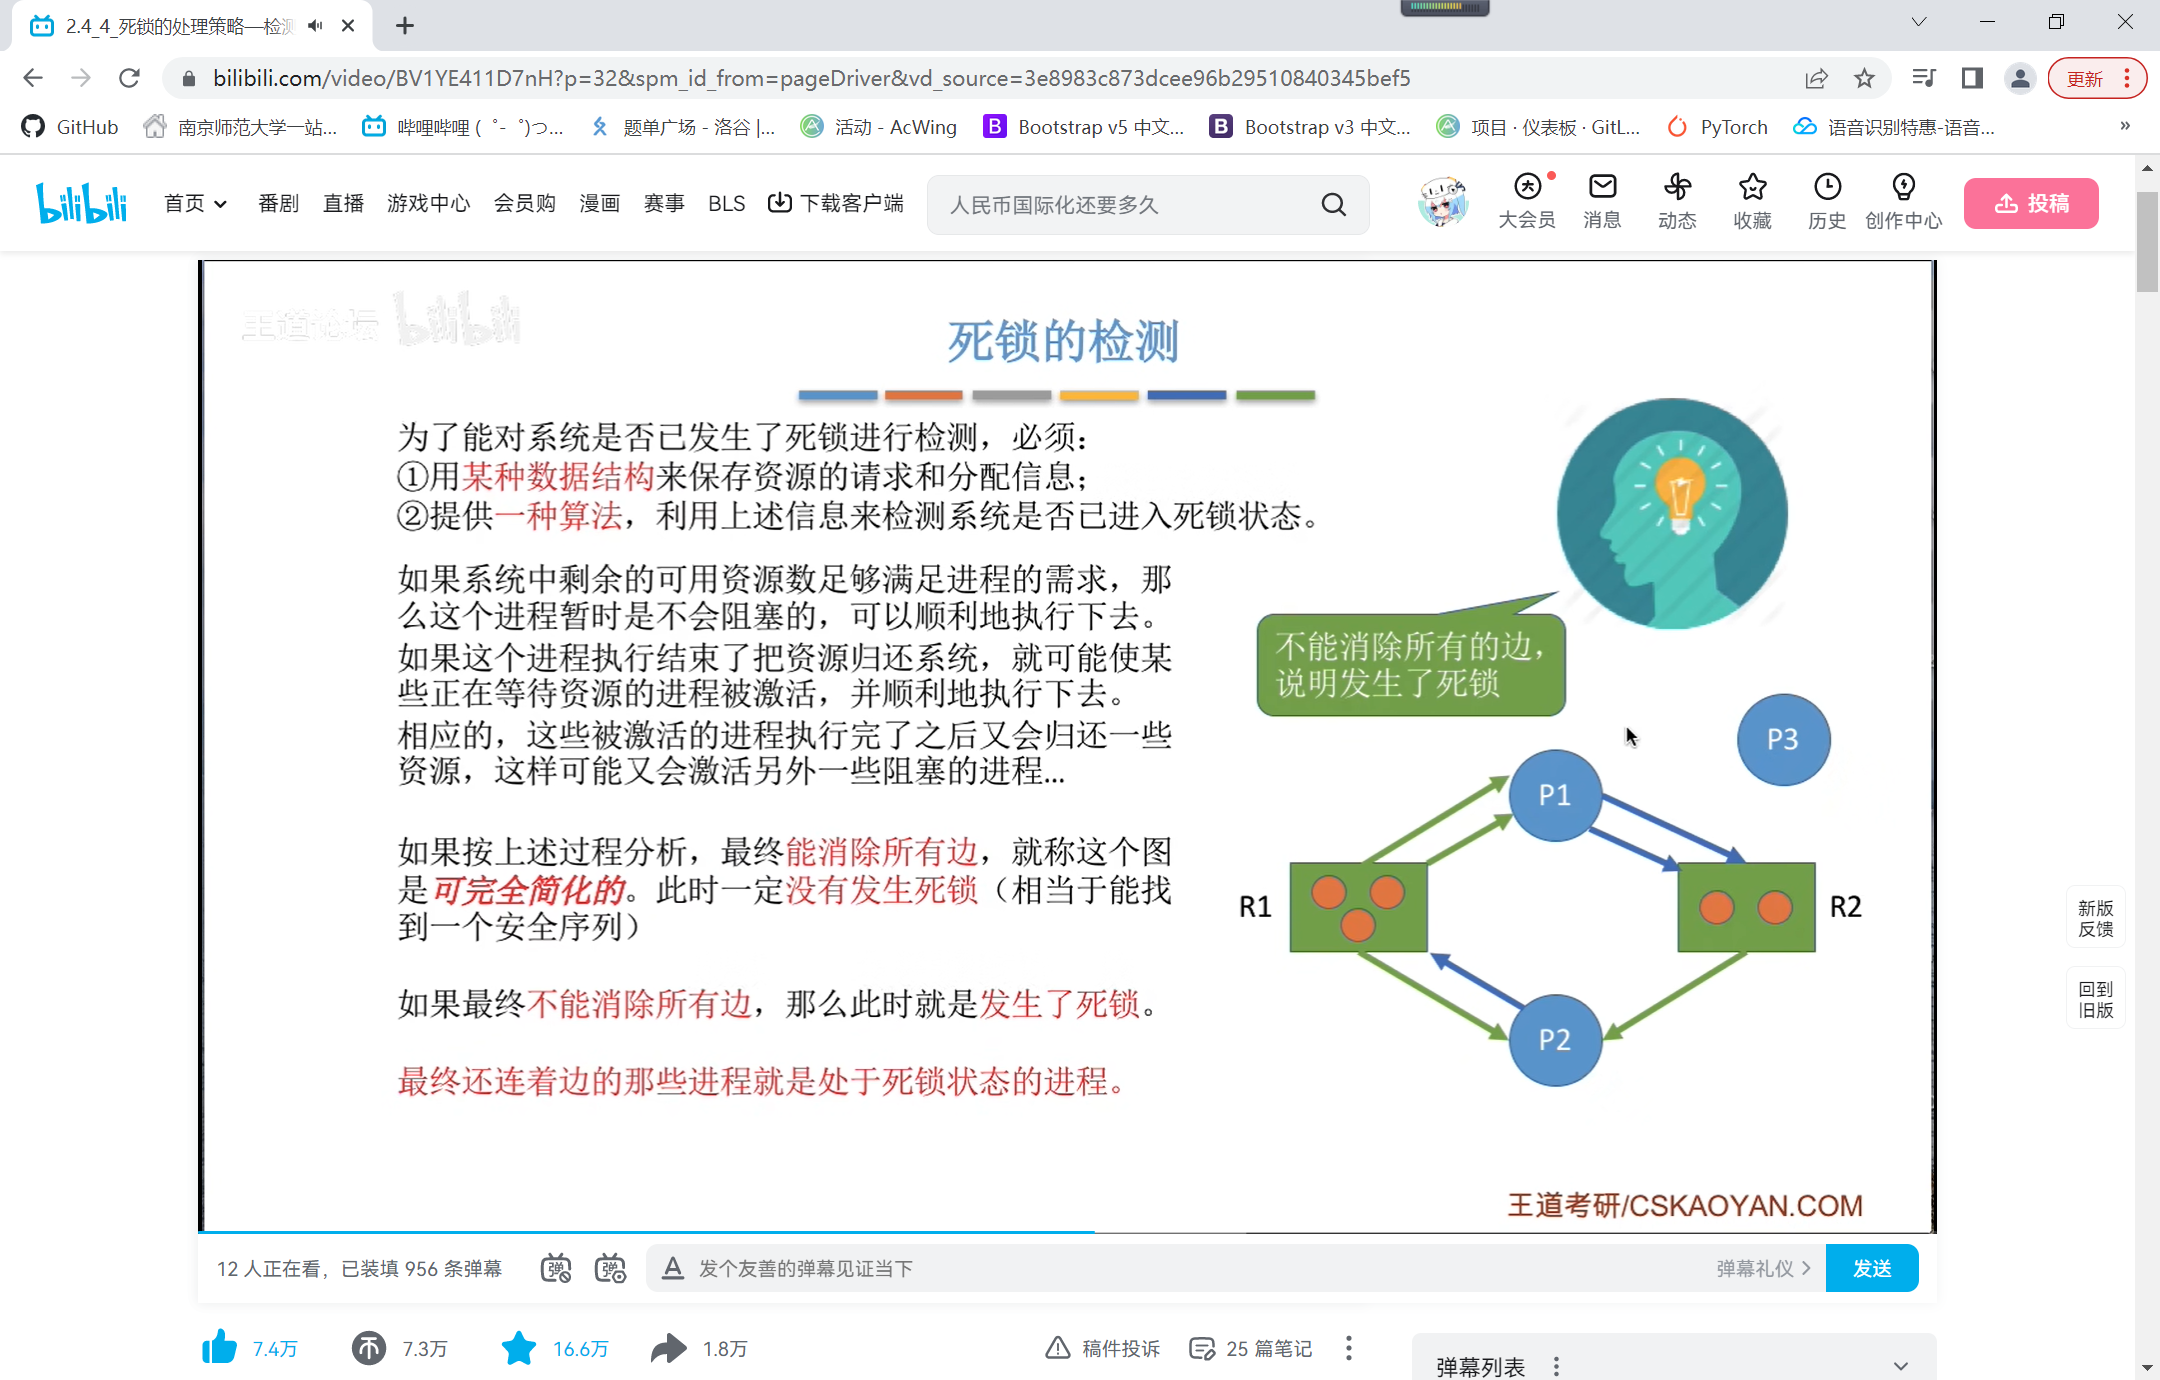 2.4_4_死锁的处理策略—检测
bilibili.com/video/BV1YE411D7nH?p=32&spm_id_from=pageDriver&vd_source=3e8983c873dcee96b29510840345bef5
更新
GitHub
南京师范大学一站...
哔哩哔哩 (゜-゜)つ...
题单广场 - 洛谷 |...
活动 - AcWing
Bootstrap v5 中文...
Bootstrap v3 中文...
项目 · 仪表板 · GitL...
PyTorch
语音识别特惠-语音...
»
bilibili
首页
番剧
直播
游戏中心
会员购
漫画
赛事
BLS
下载客户端
人民币国际化还要多久
大会员
消息
动态
收藏
历史
创作中心
投稿
王道论坛 bilibili
死锁的检测
为了能对系统是否已发生了死锁进行检测，必须：
①用某种数据结构来保存资源的请求和分配信息；
②提供一种算法，利用上述信息来检测系统是否已进入死锁状态。
如果系统中剩余的可用资源数足够满足进程的需求，那
么这个进程暂时是不会阻塞的，可以顺利地执行下去。
如果这个进程执行结束了把资源归还系统，就可能使某
些正在等待资源的进程被激活，并顺利地执行下去。
相应的，这些被激活的进程执行完了之后又会归还一些
资源，这样可能又会激活另外一些阻塞的进程...
如果按上述过程分析，最终能消除所有边，就称这个图
是可完全简化的。此时一定没有发生死锁（相当于能找
到一个安全序列）
如果最终不能消除所有边，那么此时就是发生了死锁。
最终还连着边的那些进程就是处于死锁状态的进程。
不能消除所有的边，
说明发生了死锁
P3
P1
R1
R2
P2
王道考研/CSKAOYAN.COM
新版
反馈
回到
旧版
12 人正在看，已装填 956 条弹幕
发个友善的弹幕见证当下
弹幕礼仪 >
发送
7.4万
7.3万
16.6万
1.8万
稿件投诉
25 篇笔记
弹幕列表